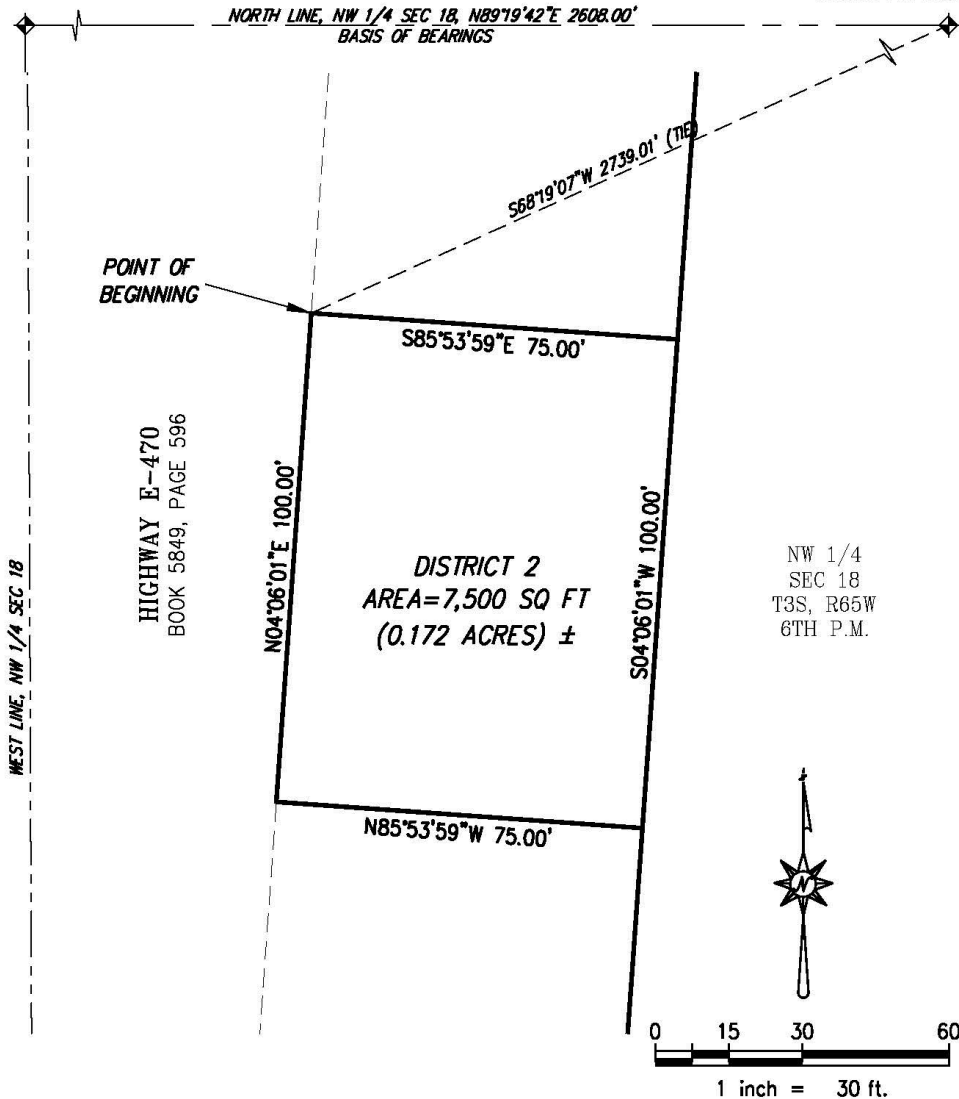 NORTH LINE, NW 1/4 SEC 18, N89°19'42"E 2608.00'
BASIS OF BEARINGS
S68°19'07"W 2739.01' (TIE)
POINT OF
BEGINNING
S85°53'59"E 75.00'
HIGHWAY E-470
BOOK 5849, PAGE 596
N04°06'01"E 100.00'
DISTRICT 2
AREA=7,500 SQ FT
(0.172 ACRES) ±
S04°06'01"W 100.00'
NW 1/4
SEC 18
T3S, R65W
6TH P.M.
WEST LINE, NW 1/4 SEC 18
N85°53'59"W 75.00'
N
0 15 30 60
1 inch = 30 ft.